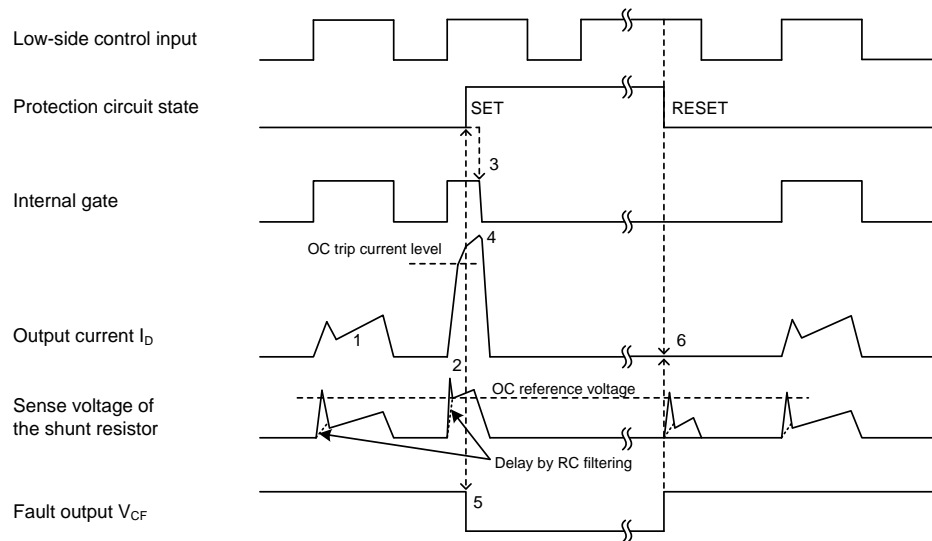 Low-side control input
Protection circuit state
SET
RESET
3
Internal gate
4
OC trip current level
Output current I_D
1
6
2
OC reference voltage
Sense voltage of
the shunt resistor
Delay by RC filtering
5
Fault output V_CF